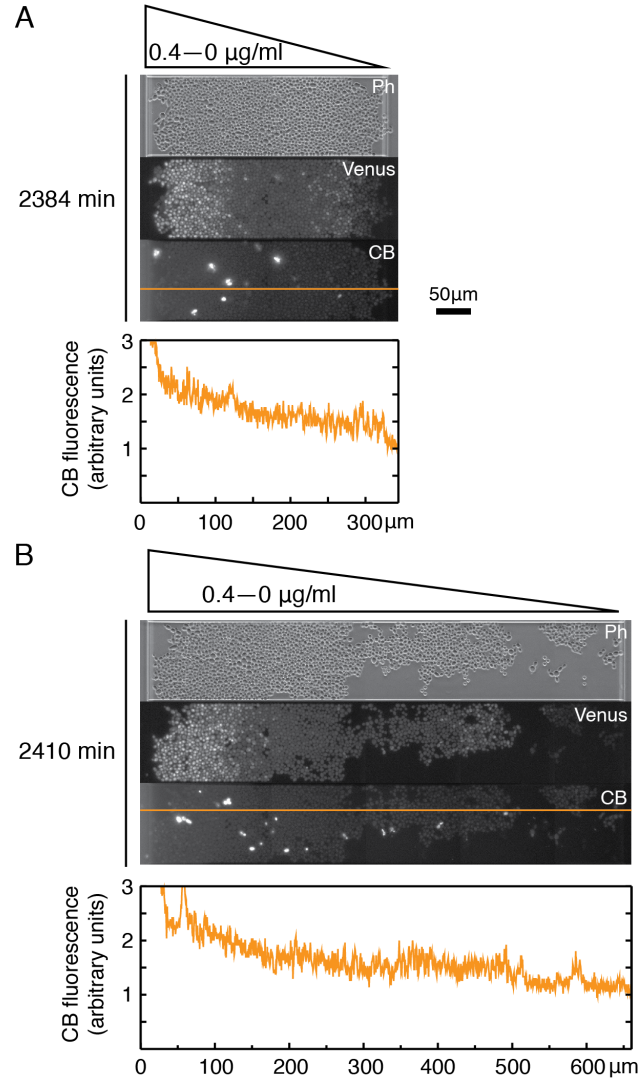 A
0.4—0 μg/ml
Ph
Venus
2384 min
CB
50μm
3
2
1
CB fluorescence
(arbitrary units)
0 100 200 300μm
B
0.4—0 μg/ml
Ph
Venus
2410 min
CB
3
2
1
CB fluorescence
(arbitrary units)
0 100 200 300 400 500 600μm